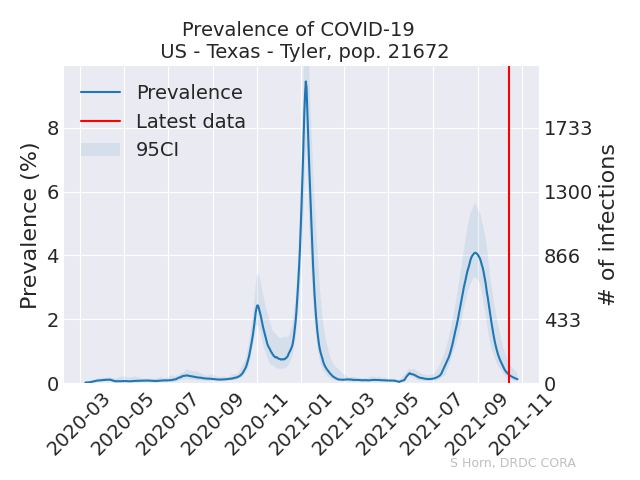 Prevalence of COVID-19
US - Texas - Tyler, pop. 21672
Prevalence
Latest data
95CI
Prevalence (%)
8
6
4
2
0
1733
1300
866
433
0
# of infections
2020-03
2020-05
2020-07
2020-09
2020-11
2021-01
2021-03
2021-05
2021-07
2021-09
2021-11
S Horn, DRDC CORA